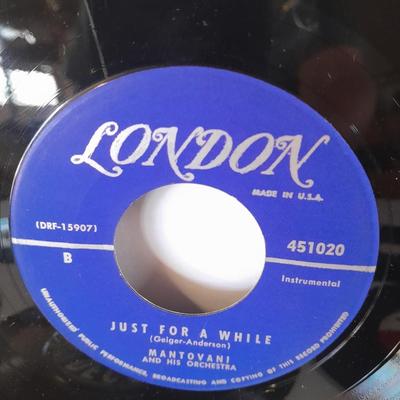 LONDON
MADE IN U.S.A.
(DRF-15907)
451020
B
Instrumental
JUST FOR A WHILE
(Geiger-Anderson)
MANTOVANI
AND HIS ORCHESTRA
UNAUTHORIZED PUBLIC PERFORMANCE, BROADCASTING AND COPYING OF THIS RECORD PROHIBITED